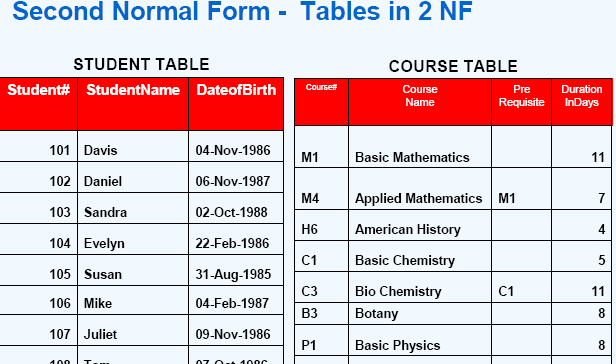 Second Normal Form - Tables in 2 NF
STUDENT TABLE
Student# StudentName DateofBirth
101 Davis 04-Nov-1986
102 Daniel 06-Nov-1987
103 Sandra 02-Oct-1988
104 Evelyn 22-Feb-1986
105 Susan 31-Aug-1985
106 Mike 04-Feb-1987
107 Juliet 09-Nov-1986
COURSE TABLE
Course# Course Name Pre Requisite Duration InDays
M1 Basic Mathematics 11
M4 Applied Mathematics M1 7
H6 American History 4
C1 Basic Chemistry 5
C3 Bio Chemistry C1 11
B3 Botany 8
P1 Basic Physics 8